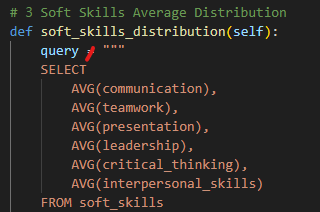 # 3 Soft Skills Average Distribution
def soft_skills_distribution(self):
query = """
SELECT
AVG(communication),
AVG(teamwork),
AVG(presentation),
AVG(leadership),
AVG(critical_thinking),
AVG(interpersonal_skills)
FROM soft_skills